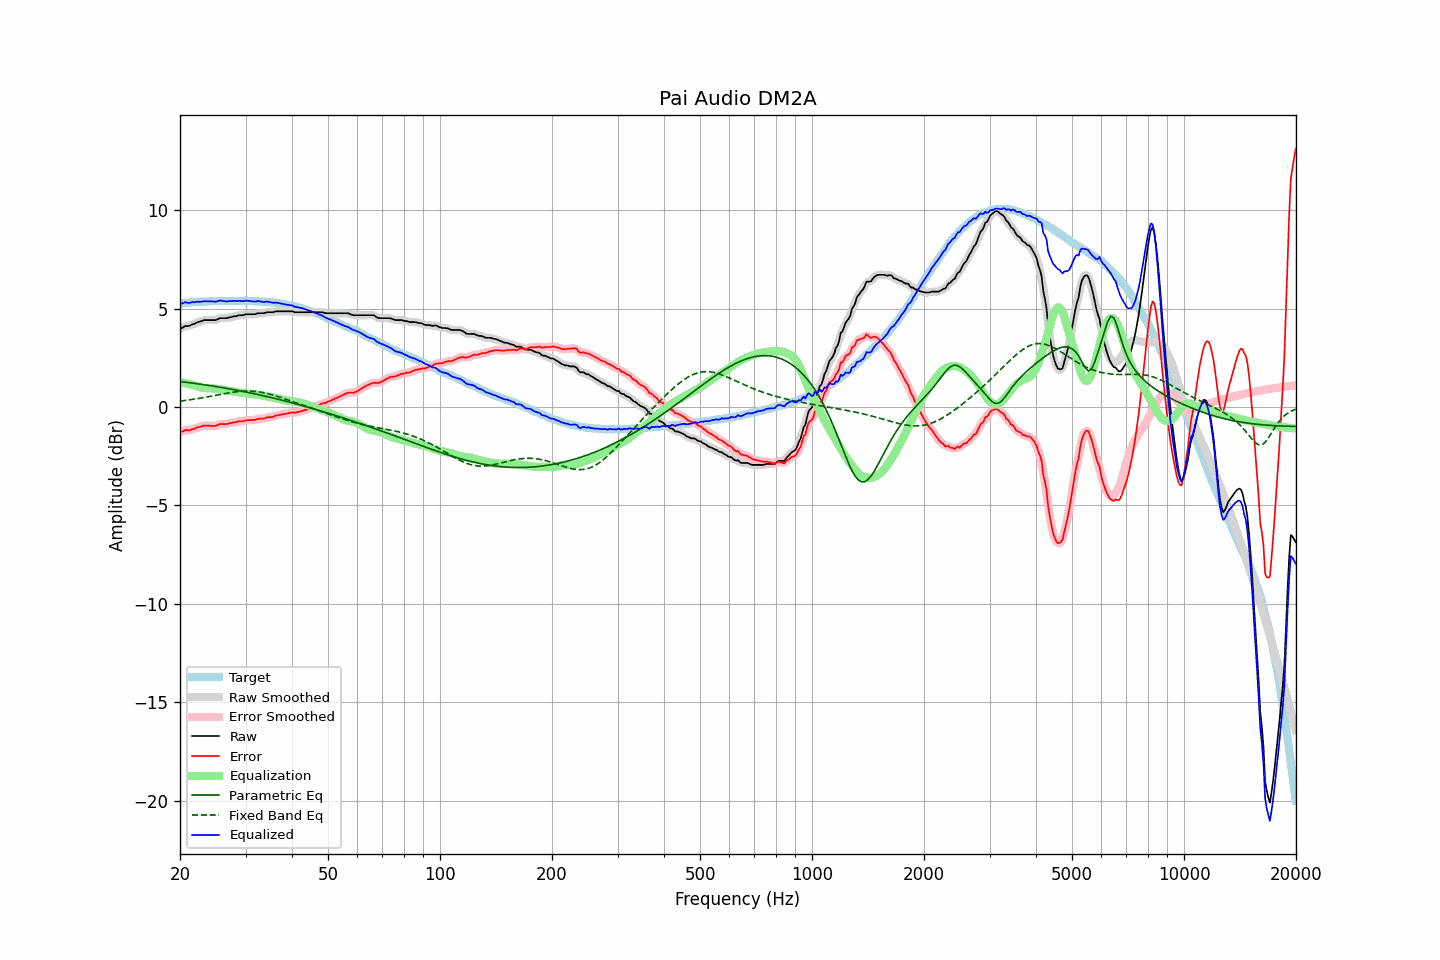 Pai Audio DM2A
10
5
0
−5
−10
−15
−20
Amplitude (dBr)
Target
Raw Smoothed
Error Smoothed
Raw
Error
Equalization
Parametric Eq
Fixed Band Eq
Equalized
20 50 100 200 500 1000 2000 5000 10000 20000
Frequency (Hz)